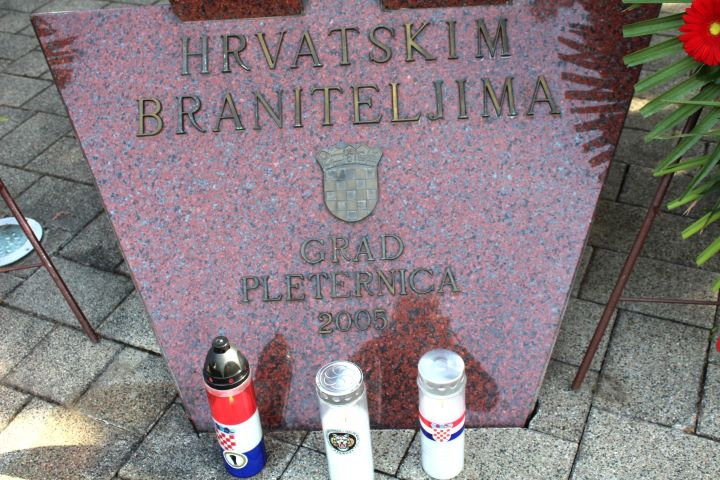 HRVATSKIM
BRANITELJIMA
GRAD
PLETERNICA
2005.